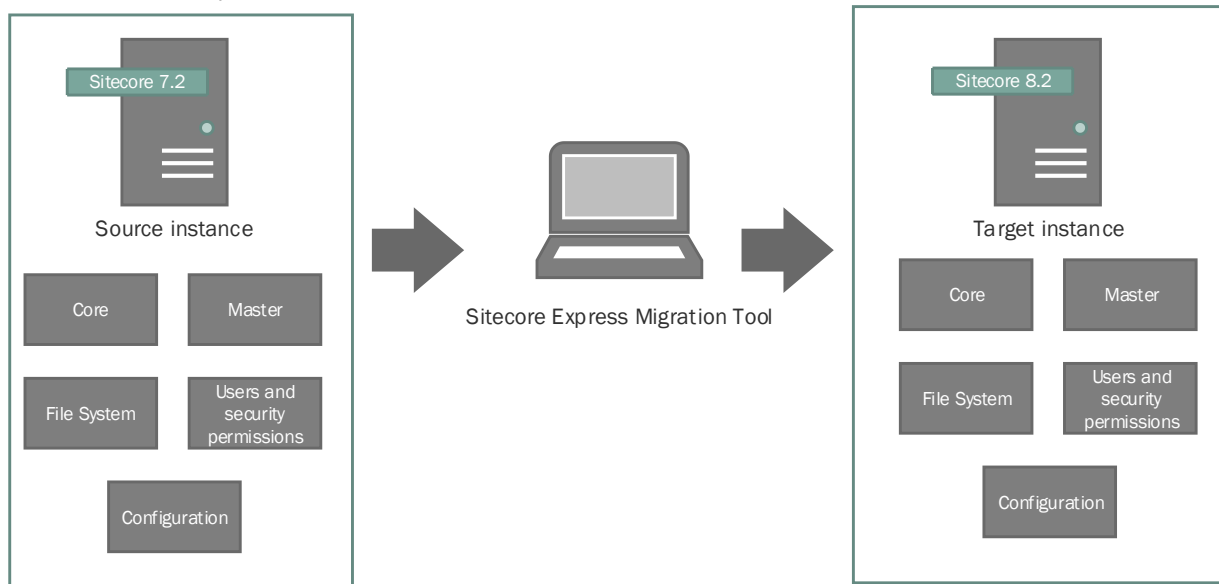 Sitecore 7.2
Source instance
Core
Master
File System
Users and
security
permissions
Configuration
Sitecore Express Migration Tool
Sitecore 8.2
Target instance
Core
Master
File System
Users and
security
permissions
Configuration